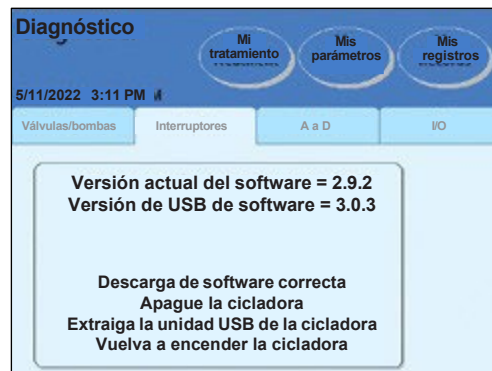 Diagnóstico
Mi
tratamiento
Mis
parámetros
Mis
registros
5/11/2022 3:11 PM
Válvulas/bombas
Interruptores
A a D
I/O
Versión actual del software = 2.9.2
Versión de USB de software = 3.0.3
Descarga de software correcta
Apague la cicladora
Extraiga la unidad USB de la cicladora
Vuelva a encender la cicladora